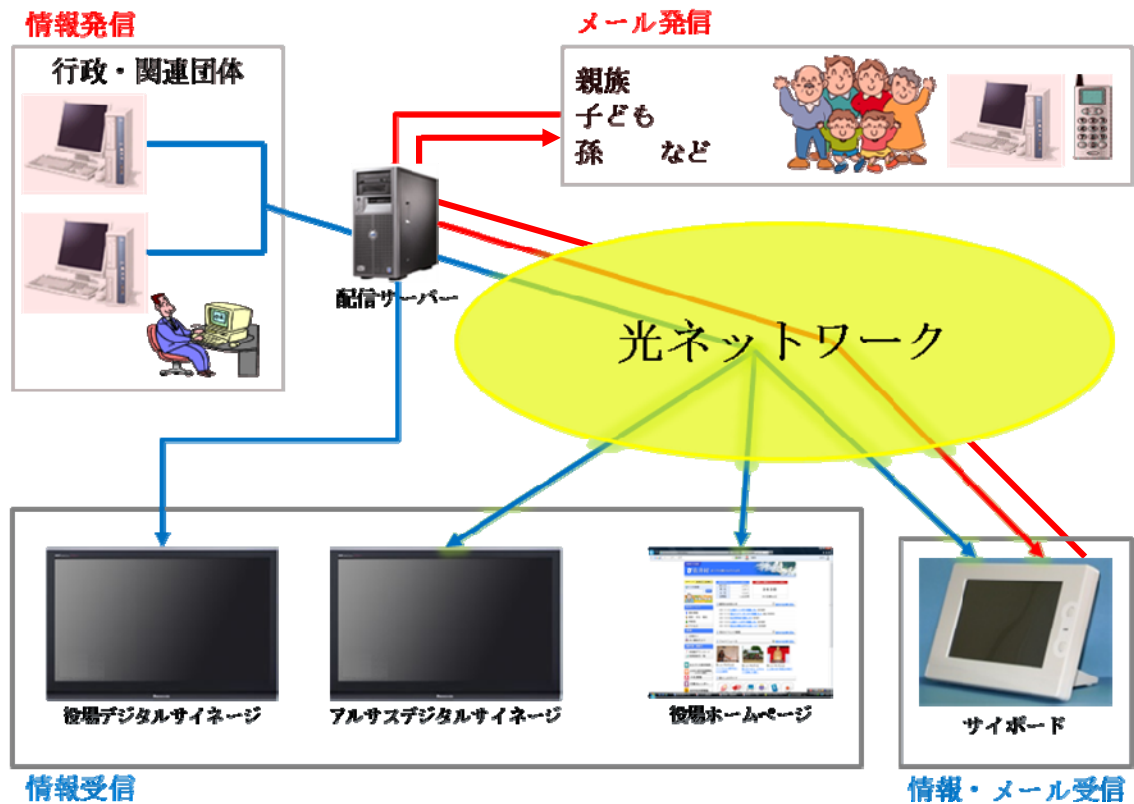 情報発信
メール発信
行政・関連団体
親族
子ども
孫　　など
配信サーバー
光ネットワーク
役場デジタルサイネージ
アルサスデジタルサイネージ
役場ホームページ
サイボード
情報受信
情報・メール受信